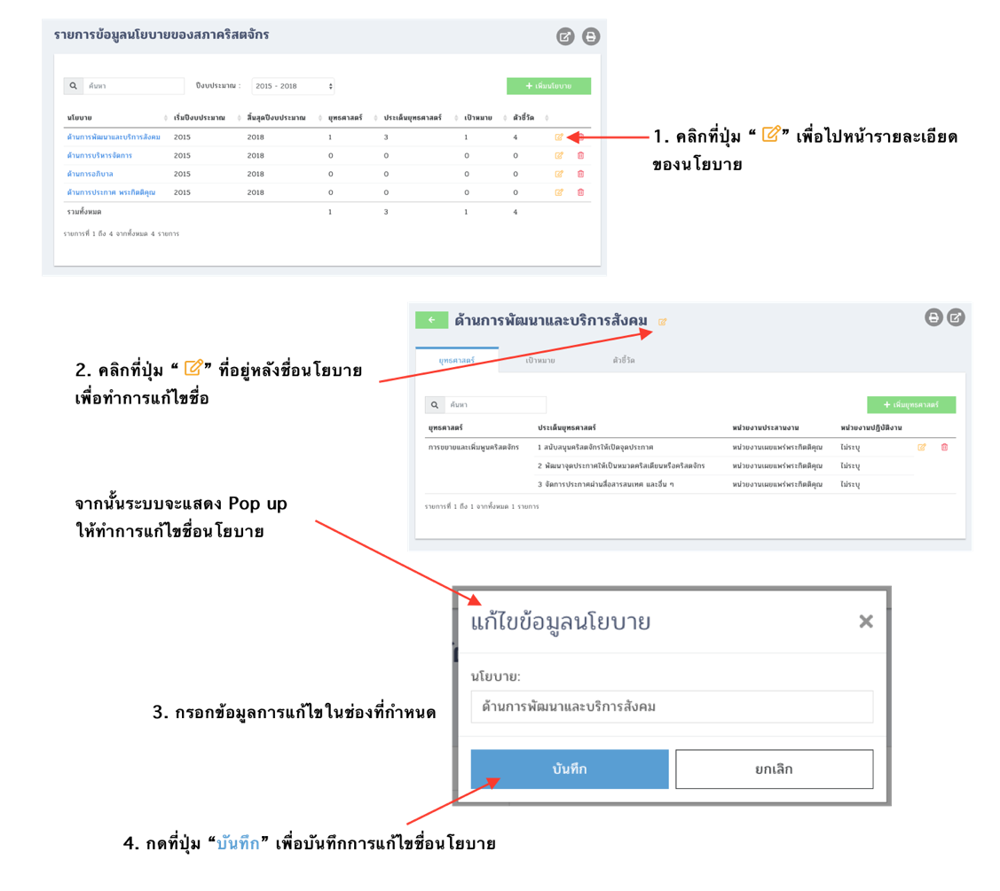 รายการข้อมูลนโยบายของสภาคริสตจักร
ค้นหา ปีงบประมาณ : 2015 - 2018 + เพิ่มนโยบาย
นโยบาย เริ่มปีงบประมาณ สิ้นสุดปีงบประมาณ ยุทธศาสตร์ ประเด็นยุทธศาสตร์ เป้าหมาย ตัวชี้วัด
ด้านการพัฒนาและบริการสังคม 2015 2018 1 3 1 4
ด้านการบริหารจัดการ 2015 2018 0 0 0 0
ด้านการอภิบาล 2015 2018 0 0 0 0
ด้านการประกาศ พระกิตติคุณ 2015 2018 0 0 0 0
รวมทั้งหมด 1 3 1 4
รายการที่ 1 ถึง 4 จากทั้งหมด 4 รายการ
1. คลิกที่ปุ่ม “ ” เพื่อไปหน้ารายละเอียด
ของนโยบาย
ด้านการพัฒนาและบริการสังคม
ยุทธศาสตร์ เป้าหมาย ตัวชี้วัด
ค้นหา + เพิ่มยุทธศาสตร์
ยุทธศาสตร์ ประเด็นยุทธศาสตร์ หน่วยงานประสานงาน หน่วยงานปฏิบัติงาน
การขยายและเพิ่มพูนคริสตจักร 1 สนับสนุนคริสตจักรให้เปิดจุดประกาศ หน่วยงานเผยแพร่พระกิตติคุณ ไม่ระบุ
2 พัฒนาจุดประกาศให้เป็นหมวดคริสเตียนหรือคริสตจักร หน่วยงานเผยแพร่พระกิตติคุณ ไม่ระบุ
3 จัดการประกาศผ่านสื่อสารสนเทศ และอื่น ๆ หน่วยงานเผยแพร่พระกิตติคุณ ไม่ระบุ
รายการที่ 1 ถึง 1 จากทั้งหมด 1 รายการ
2. คลิกที่ปุ่ม “ ” ที่อยู่หลังชื่อนโยบาย
เพื่อทำการแก้ไขชื่อ
จากนั้นระบบจะแสดง Pop up
ให้ทำการแก้ไขชื่อนโยบาย
แก้ไขข้อมูลนโยบาย
นโยบาย:
ด้านการพัฒนาและบริการสังคม
บันทึก ยกเลิก
3. กรอกข้อมูลการแก้ไขในช่องที่กำหนด
4. กดที่ปุ่ม “บันทึก” เพื่อบันทึกการแก้ไขชื่อนโยบาย